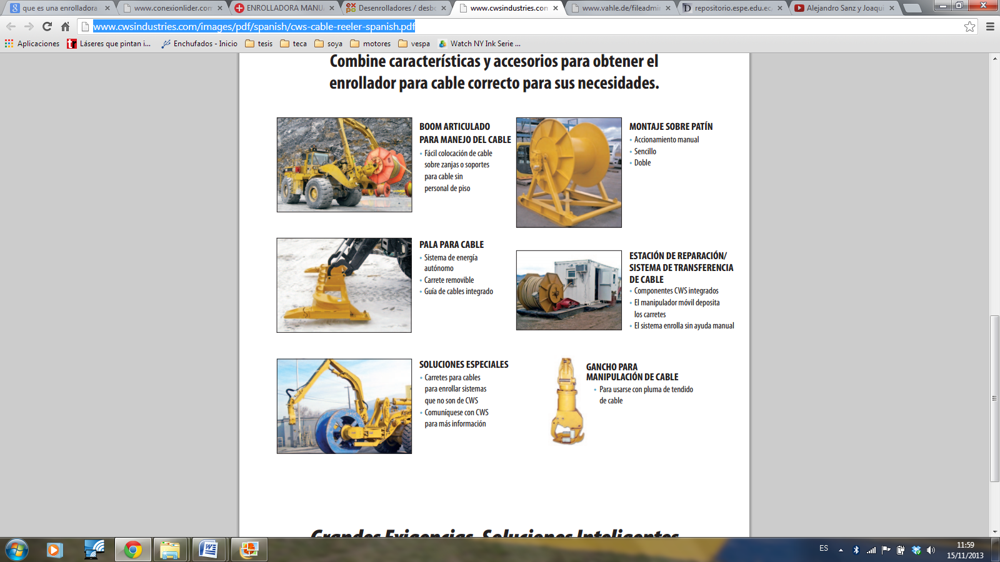 que es una enrolladora
www.conexionlider.com
ENROLLADORA MANU
Desenrolladores / desbo
www.cwsindustries.com
www.vahle.de/fileadmi
repositorio.espe.edu.ec
Alejandro Sanz y Joaqui
www.cwsindustries.com/images/pdf/spanish/cws-cable-reeler-spanish.pdf
Aplicaciones
Láseres que pintan i...
Enchufados - Inicio
tesis
teca
soya
motores
vespa
Watch NY Ink Serie ...
Combine características y accesorios para obtener el
enrollador para cable correcto para sus necesidades.
BOOM ARTICULADO
PARA MANEJO DEL CABLE
• Fácil colocación de cable
sobre zanjas o soportes
para cable sin
personal de piso
MONTAJE SOBRE PATÍN
• Accionamiento manual
• Sencillo
• Doble
PALA PARA CABLE
• Sistema de energía
autónomo
• Carrete removible
• Guía de cables integrado
ESTACIÓN DE REPARACIÓN/
SISTEMA DE TRANSFERENCIA
DE CABLE
• Componentes CWS integrados
• El manipulador móvil deposita
los carretes
• El sistema enrolla sin ayuda manual
SOLUCIONES ESPECIALES
• Carretes para cables
para enrollar sistemas
que no son de CWS
• Comuníquese con CWS
para más información
GANCHO PARA
MANIPULACIÓN DE CABLE
• Para usarse con pluma de tendido
de cable
Grandes Exigencias. Soluciones Inteligentes
ES
11:59
15/11/2013